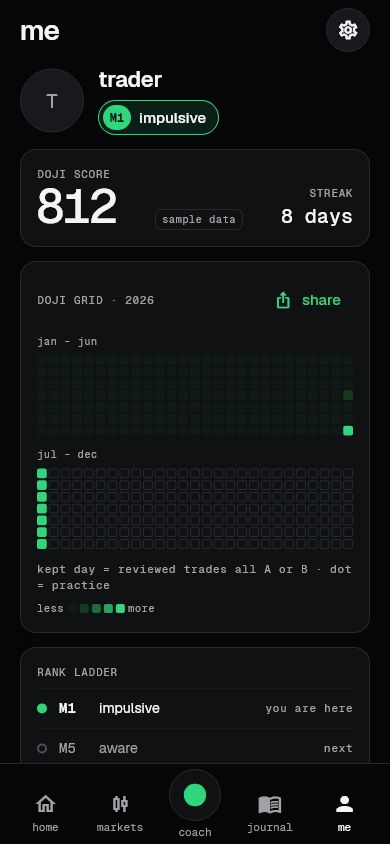 me
T
trader
M1 impulsive
DOJI SCORE
812
sample data
STREAK
8 days
DOJI GRID · 2026
share
jan – jun
jul – dec
kept day = reviewed trades all A or B · dot
= practice
less
more
RANK LADDER
M1 impulsive you are here
M5 aware next
home markets coach journal me